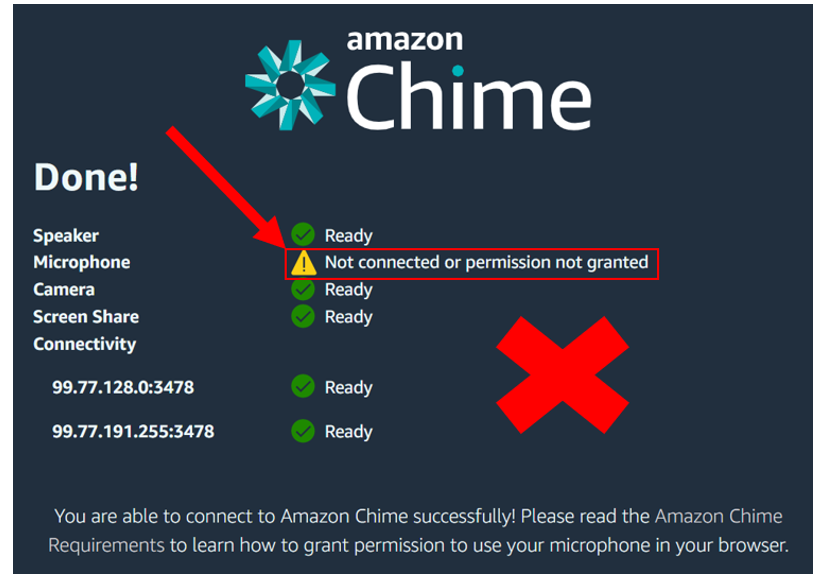 amazon
Chime
Done!
Speaker Ready
Microphone Not connected or permission not granted
Camera Ready
Screen Share Ready
Connectivity
99.77.128.0:3478 Ready
99.77.191.255:3478 Ready
You are able to connect to Amazon Chime successfully! Please read the Amazon Chime
Requirements to learn how to grant permission to use your microphone in your browser.